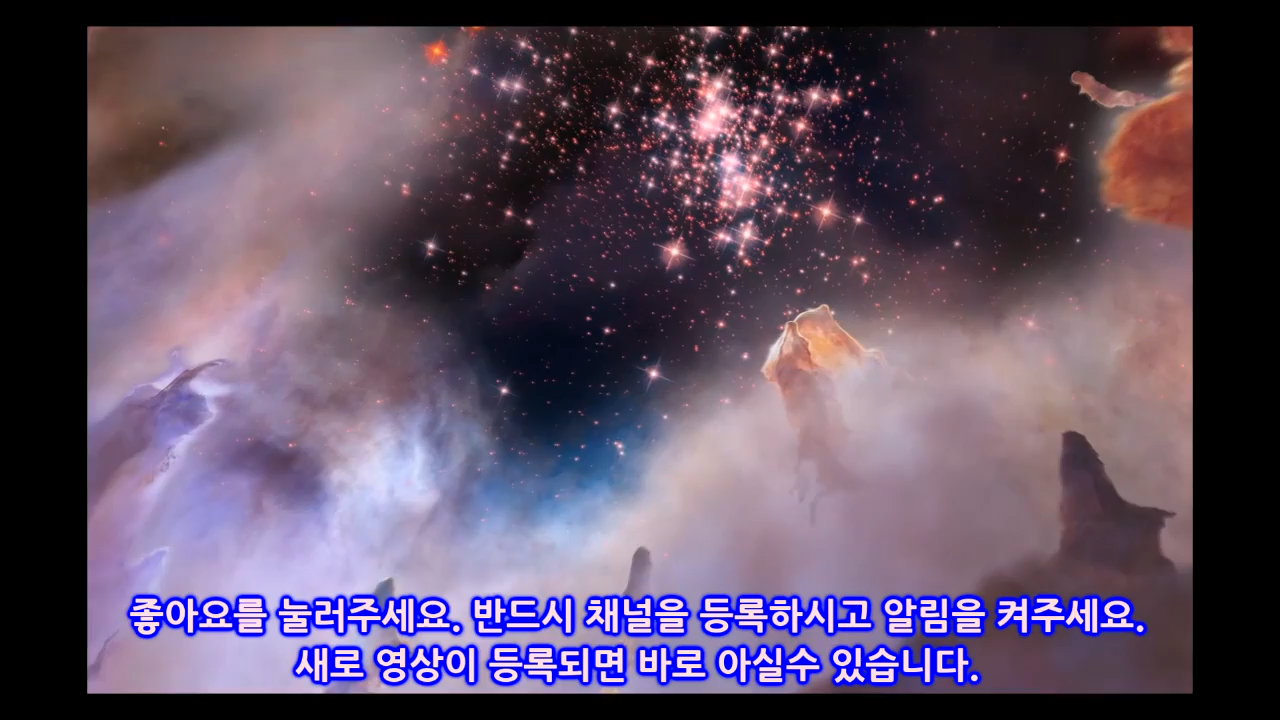 좋아요를 눌러주세요. 반드시 채널을 등록하시고 알림을 켜주세요.
새로 영상이 등록되면 바로 아실수 있습니다.